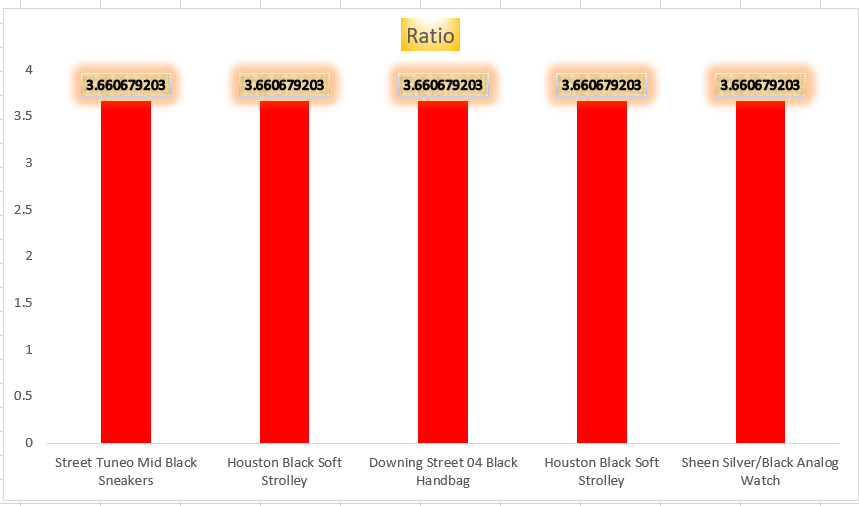 Ratio
4
3.660679203 3.660679203 3.660679203 3.660679203 3.660679203
3.5
3
2.5
2
1.5
1
0.5
0
Street Tuneo Mid Black Houston Black Soft Downing Street 04 Black Houston Black Soft Sheen Silver/Black Analog
Sneakers Strolley Handbag Strolley Watch